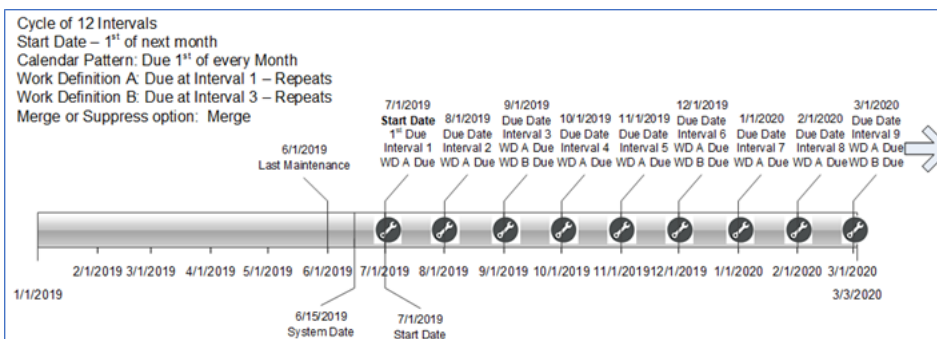 Cycle of 12 Intervals
Start Date – 1st of next month
Calendar Pattern: Due 1st of every Month
Work Definition A: Due at Interval 1 – Repeats
Work Definition B: Due at Interval 3 – Repeats
Merge or Suppress option: Merge
6/1/2019
Last Maintenance
7/1/2019
Start Date
1st Due
Interval 1
WD A Due
8/1/2019
Due Date
Interval 2
WD A Due
9/1/2019
Due Date
Interval 3
WD A Due
WD B Due
10/1/2019
Due Date
Interval 4
WD A Due
11/1/2019
Due Date
Interval 5
WD A Due
12/1/2019
Due Date
Interval 6
WD A Due
WD B Due
1/1/2020
Due Date
Interval 7
WD A Due
2/1/2020
Due Date
Interval 8
WD A Due
3/1/2020
Due Date
Interval 9
WD A Due
WD B Due
2/1/2019 3/1/2019 4/1/2019 5/1/2019 6/1/2019 7/1/2019 8/1/2019 9/1/2019 10/1/2019 11/1/2019 12/1/2019 1/1/2020 2/1/2020 3/1/2020
1/1/2019 3/3/2020
6/15/2019
System Date
7/1/2019
Start Date